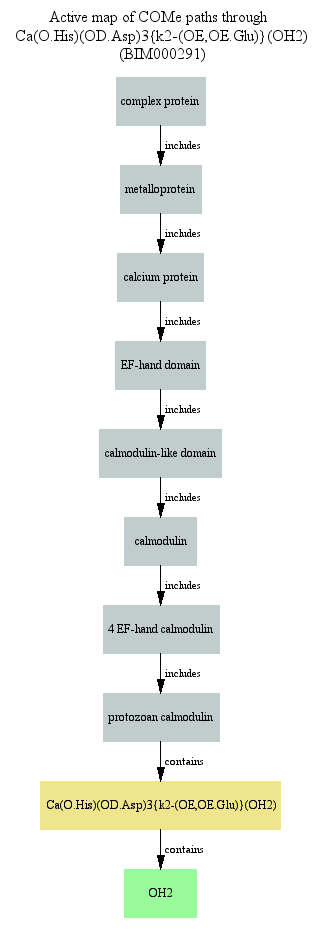 Active map of COMe paths through
Ca(O.His)(OD.Asp)3{k2-(OE,OE.Glu)}(OH2)
(BIM000291)
complex protein
includes
metalloprotein
includes
calcium protein
includes
EF-hand domain
includes
calmodulin-like domain
includes
calmodulin
includes
4 EF-hand calmodulin
includes
protozoan calmodulin
contains
Ca(O.His)(OD.Asp)3{k2-(OE,OE.Glu)}(OH2)
contains
OH2